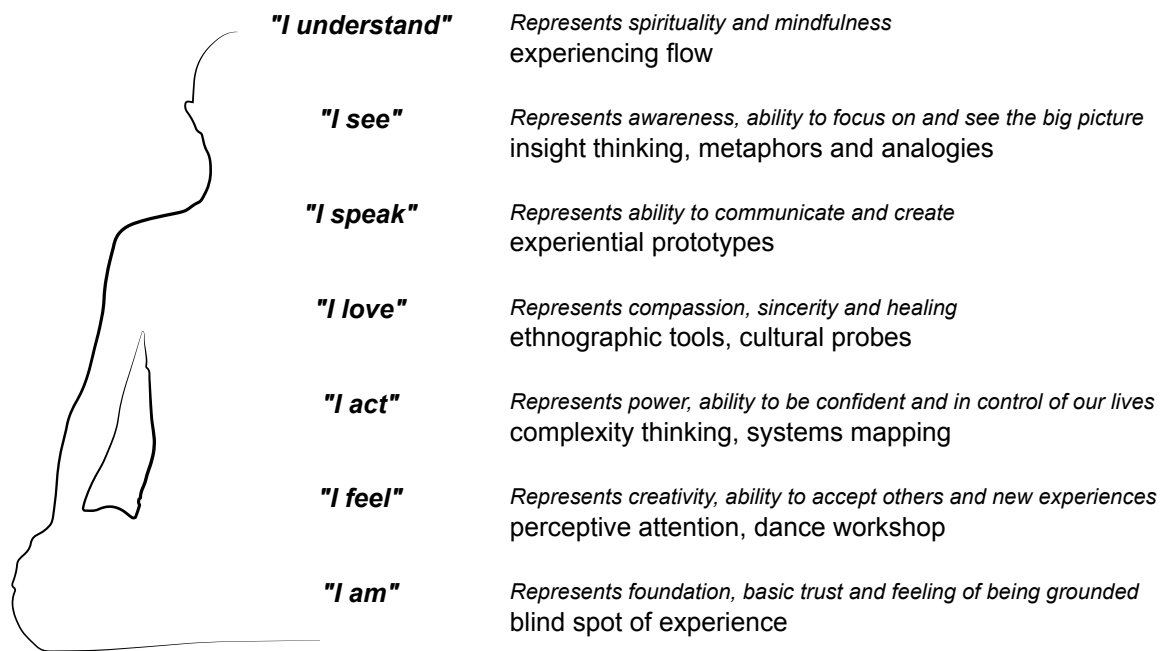 "I understand" Represents spirituality and mindfulness
experiencing flow
"I see" Represents awareness, ability to focus on and see the big picture
insight thinking, metaphors and analogies
"I speak" Represents ability to communicate and create
experiential prototypes
"I love" Represents compassion, sincerity and healing
ethnographic tools, cultural probes
"I act" Represents power, ability to be confident and in control of our lives
complexity thinking, systems mapping
"I feel" Represents creativity, ability to accept others and new experiences
perceptive attention, dance workshop
"I am" Represents foundation, basic trust and feeling of being grounded
blind spot of experience